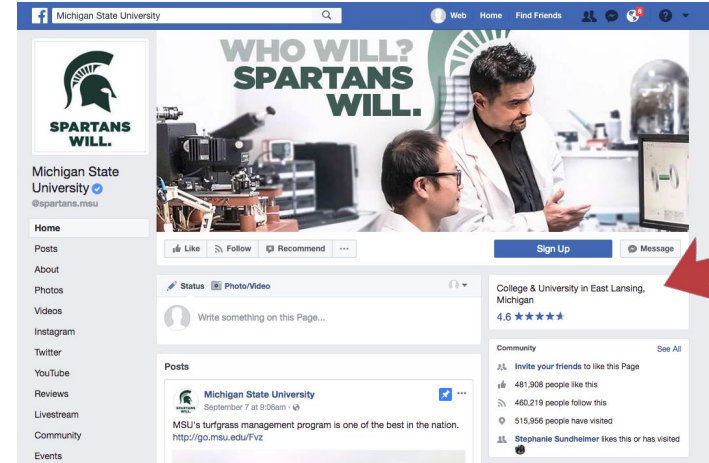 Michigan State University
Web Home Find Friends
6
WHO WILL?
SPARTANS
WILL.
SPARTANS
WILL.
Michigan State
University
@spartans.msu
Home
Posts
About
Photos
Videos
Instagram
Twitter
YouTube
Reviews
Livestream
Community
Events
Like Follow Recommend ...
Sign Up Message
Status Photo/Video
Write something on this Page...
College & University in East Lansing,
Michigan
4.6 ★★★★★
Community See All
Invite your friends to like this Page
481,908 people like this
460,219 people follow this
515,956 people have visited
Stephanie Sundheimer likes this or has visited
Posts
Michigan State University
September 7 at 9:06am ·
SPARTANS
WILL.
MSU's turfgrass management program is one of the best in the nation.
http://go.msu.edu/Fvz